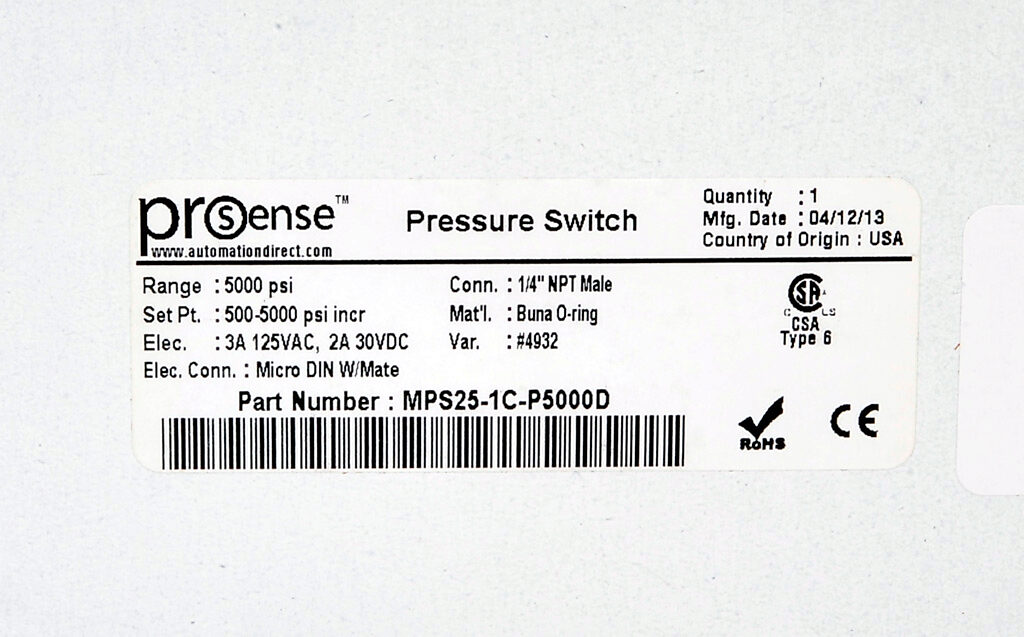 prosense™
www.automationdirect.com
Pressure Switch
Quantity : 1
Mfg. Date : 04/12/13
Country of Origin : USA
Range : 5000 psi
Set Pt. : 500-5000 psi incr
Elec. : 3A 125VAC, 2A 30VDC
Elec. Conn. : Micro DIN W/Mate
Conn. : 1/4" NPT Male
Mat'l. : Buna O-ring
Var. : #4932
SA
C LS
CSA
Type 6
Part Number : MPS25-1C-P5000D
RoHS
CE